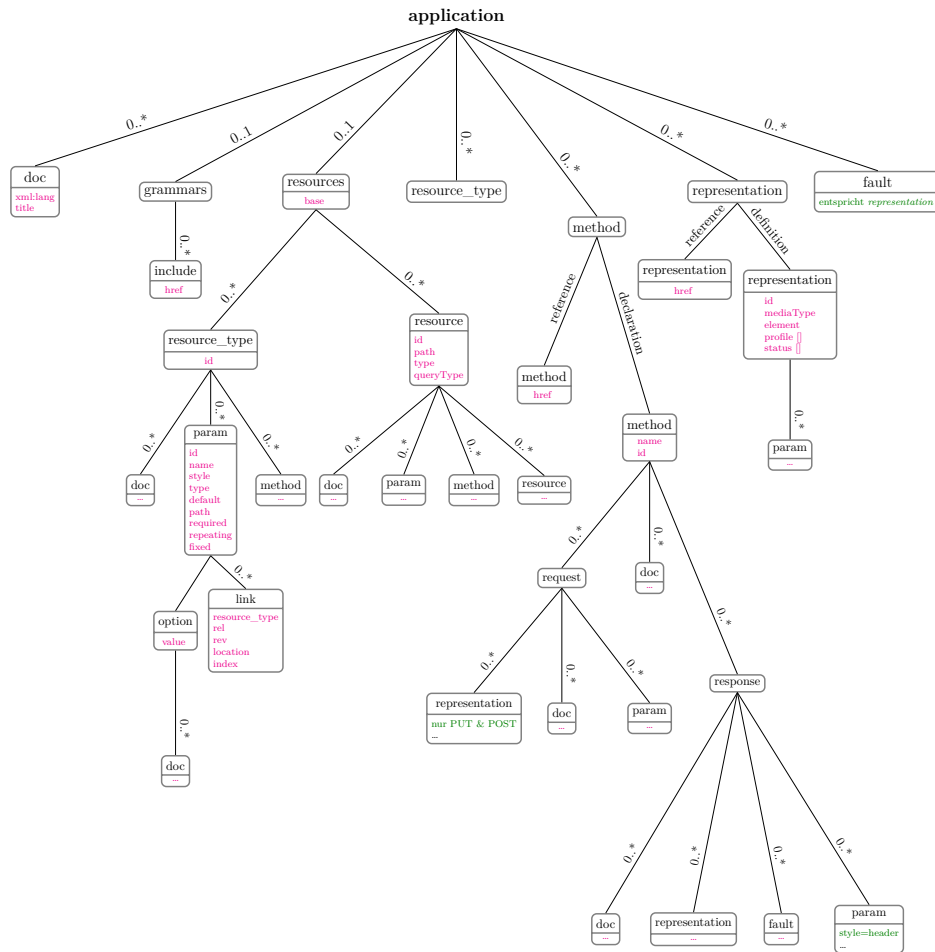 application
0..*
0..1
0..1
0..*
0..*
0..*
0..*
doc
xml:lang
title
grammars
resources
base
resource_type
method
representation
fault
entspricht representation
0..*
include
href
0..*
0..*
reference
declaration
reference
definition
representation
href
representation
id
mediaType
element
profile []
status []
resource_type
id
resource
id
path
type
queryType
method
href
method
name
id
0..*
param
...
0..*
0..*
0..*
doc
...
param
id
name
style
type
default
path
required
repeating
fixed
method
...
0..*
0..*
0..*
0..*
doc
...
param
...
method
...
resource
...
0..*
0..*
0..*
request
doc
...
response
0..*
option
value
link
resource_type
rel
rev
location
index
0..*
doc
...
0..*
0..*
0..*
representation
nur PUT & POST
...
doc
...
param
...
0..*
0..*
0..*
0..*
doc
...
representation
...
fault
...
param
style=header
...